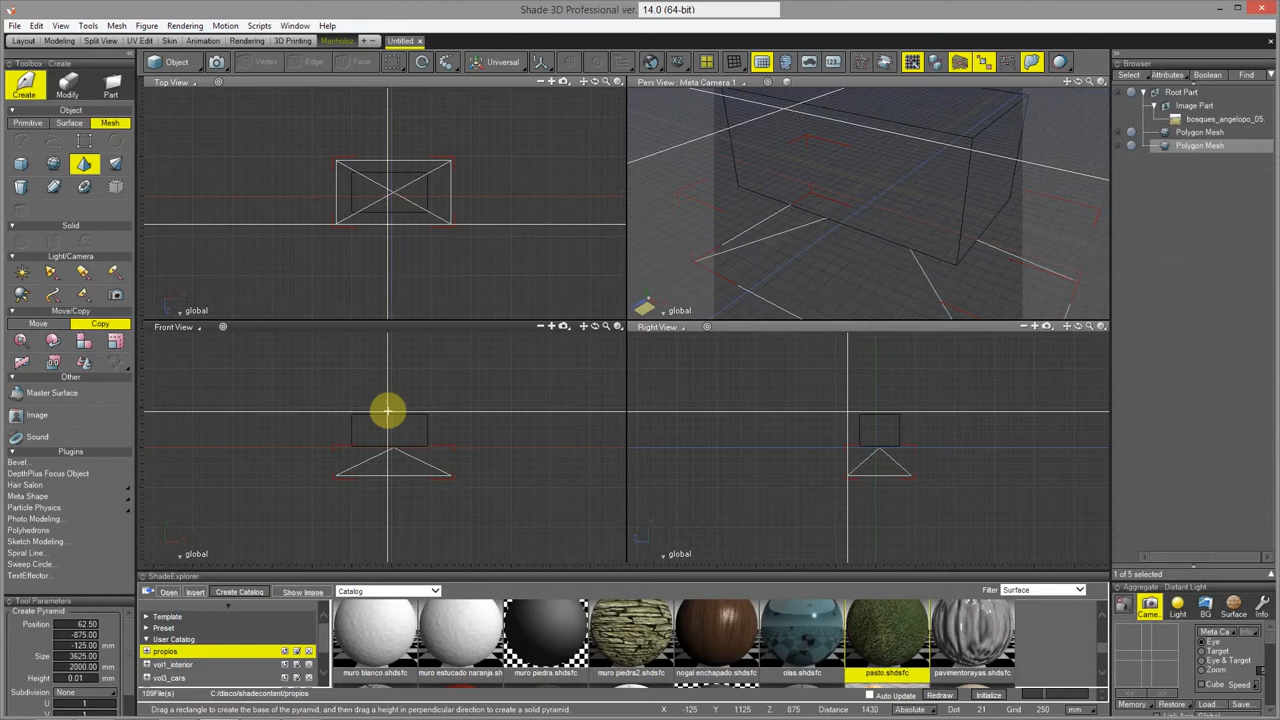 Shade 3D Professional ver. 14.0 (64-bit)
File Edit View Tools Mesh Figure Rendering Motion Scripts Window Help
Layout Modeling Split View UV Edit Skin Animation Rendering 3D Printing Manholoz Untitled
Toolbox: Create
Object Vertex Edge Face Universal
Browser
Create Modify Part
Top View
Pers View : Meta Camera 1
Select Attributes Boolean Find
Object
Root Part
Primitive Surface Mesh
Image Part
bosques_angelopo_05.
Polygon Mesh
Polygon Mesh
Solid
Light/Camera
global
global
Move/Copy
Move Copy
Front View
Right View
Other
Master Surface
Image
Sound
Plugins
Bevel...
DepthPlus Focus Object
Hair Salon
Meta Shape
Particle Physics
Photo Modeling...
Polyhedrons
Sketch Modeling...
Spiral Line...
Sweep Circle...
TextEffector...
global
global
1 of 5 selected
ShadeExplorer
Open Insert Create Catalog Show Image Catalog Filter Surface
Aggregate : Distant Light
Tool Parameters
Create Pyramid
Position 62.50
-875.00
-125.00 mm
Size 3625.00
2000.00 mm
Height 0.01
Subdivision None
U 1
V 1
Template
Preset
User Catalog
propios
vol1_interior
vol3_cars
muro blanco.shdsfc muro estucado naranja.sh muro piedra.shdsfc muro piedra2.shdsfc nogal enchapado.shdsfc olas.shdsfc pasto.shdsfc pavimentorayas.shdsfc
Came... Light BG Surface Info
Meta Ca
Eye
Target
Eye & Target
Zoom
Cube Speed
109File(s) C:/disco/shadecontent/propios
Auto Update Redraw Initialize
Memory Restore Load... Save...
Drag a rectangle to create the base of the pyramid, and then drag a height in perpendicular direction to create a solid pyramid.
X -125 Y 1125 Z 875 Distance 1430 Absolute Dot 21 Grid 250 mm